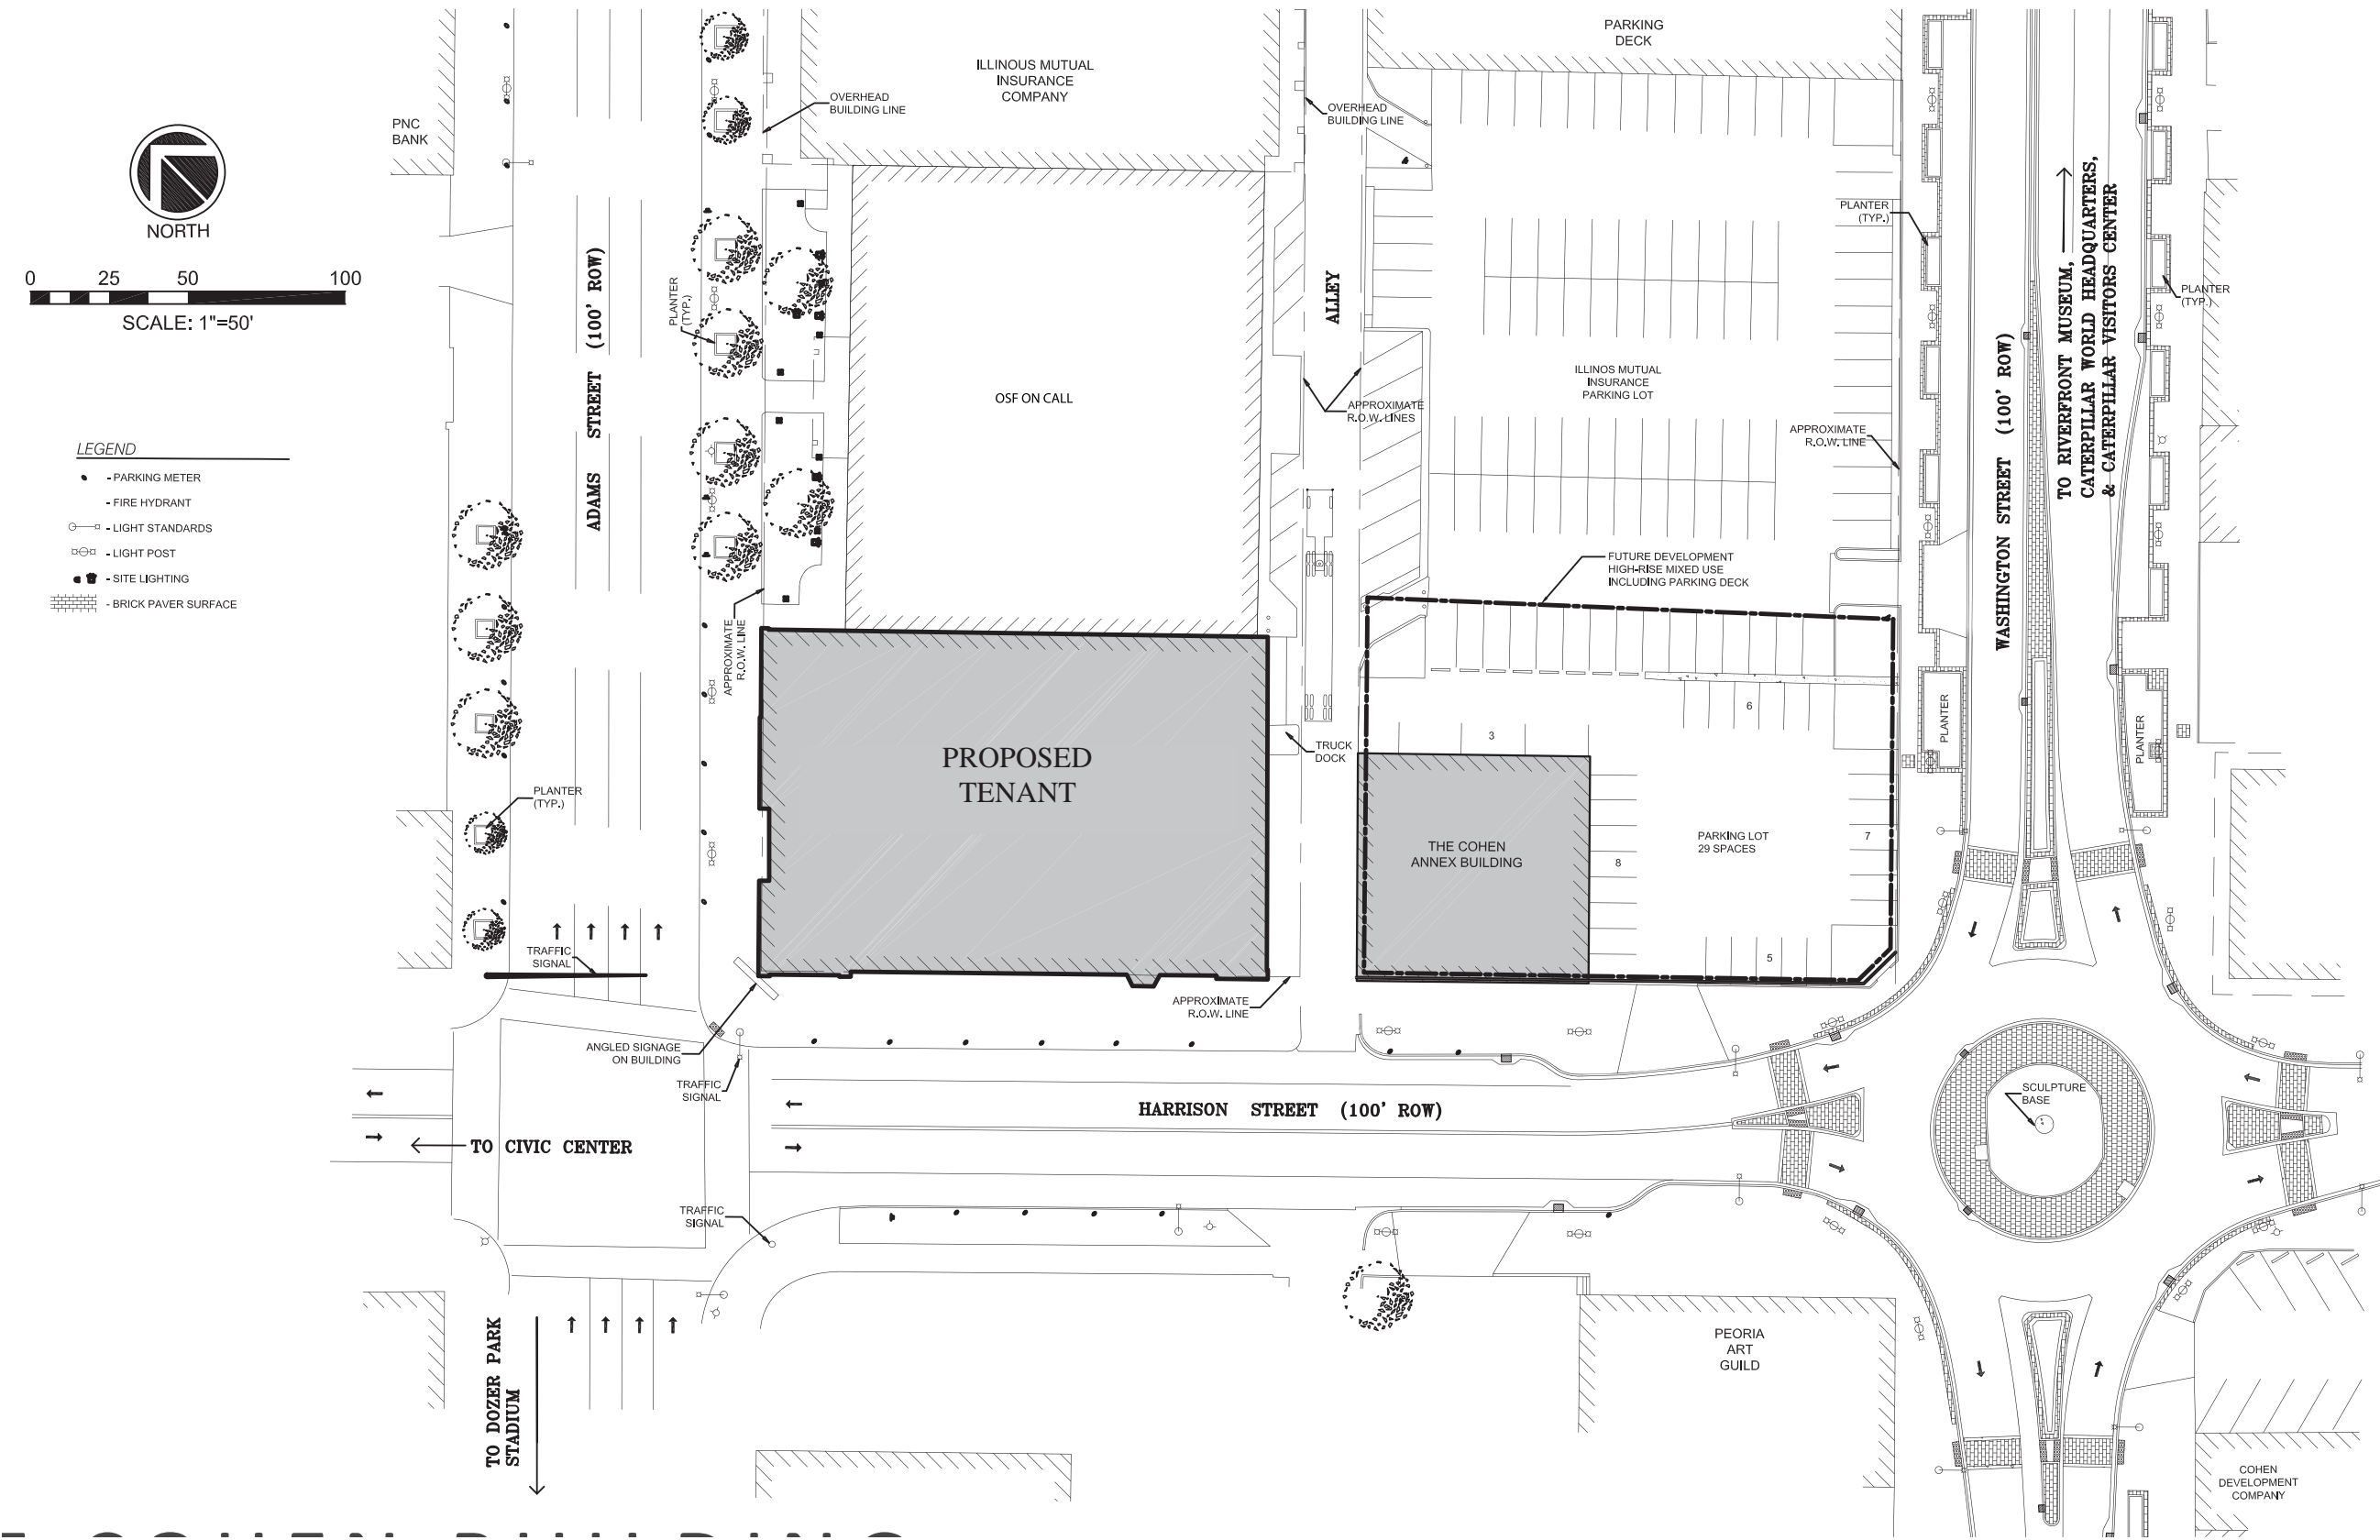 PARKING
DECK
ILLINOUS MUTUAL
INSURANCE
COMPANY
OVERHEAD
BUILDING LINE
OVERHEAD
BUILDING LINE
PNC
BANK
NORTH
0 25 50 100
SCALE: 1"=50'
LEGEND
- PARKING METER
- FIRE HYDRANT
- LIGHT STANDARDS
- LIGHT POST
- SITE LIGHTING
- BRICK PAVER SURFACE
ADAMS STREET (100' ROW)
PLANTER
(TYP.)
OSF ON CALL
ALLEY
APPROXIMATE
R.O.W. LINES
ILLINOS MUTUAL
INSURANCE
PARKING LOT
PLANTER
(TYP.)
APPROXIMATE
R.O.W. LINE
WASHINGTON STREET (100' ROW)
TO RIVERFRONT MUSEUM,
CATERPILLAR WORLD HEADQUARTERS,
& CATERPILLAR VISITORS CENTER
PLANTER
(TYP.)
FUTURE DEVELOPMENT
HIGH-RISE MIXED USE
INCLUDING PARKING DECK
APPROXIMATE
R.O.W. LINE
PROPOSED
TENANT
TRUCK
DOCK
3
6
PLANTER
PLANTER
PLANTER
(TYP.)
THE COHEN
ANNEX BUILDING
8
PARKING LOT
29 SPACES
7
5
TRAFFIC
SIGNAL
APPROXIMATE
R.O.W. LINE
ANGLED SIGNAGE
ON BUILDING
TRAFFIC
SIGNAL
HARRISON STREET (100' ROW)
SCULPTURE
BASE
TO CIVIC CENTER
TRAFFIC
SIGNAL
TO DOZER PARK
STADIUM
PEORIA
ART
GUILD
COHEN
DEVELOPMENT
COMPANY